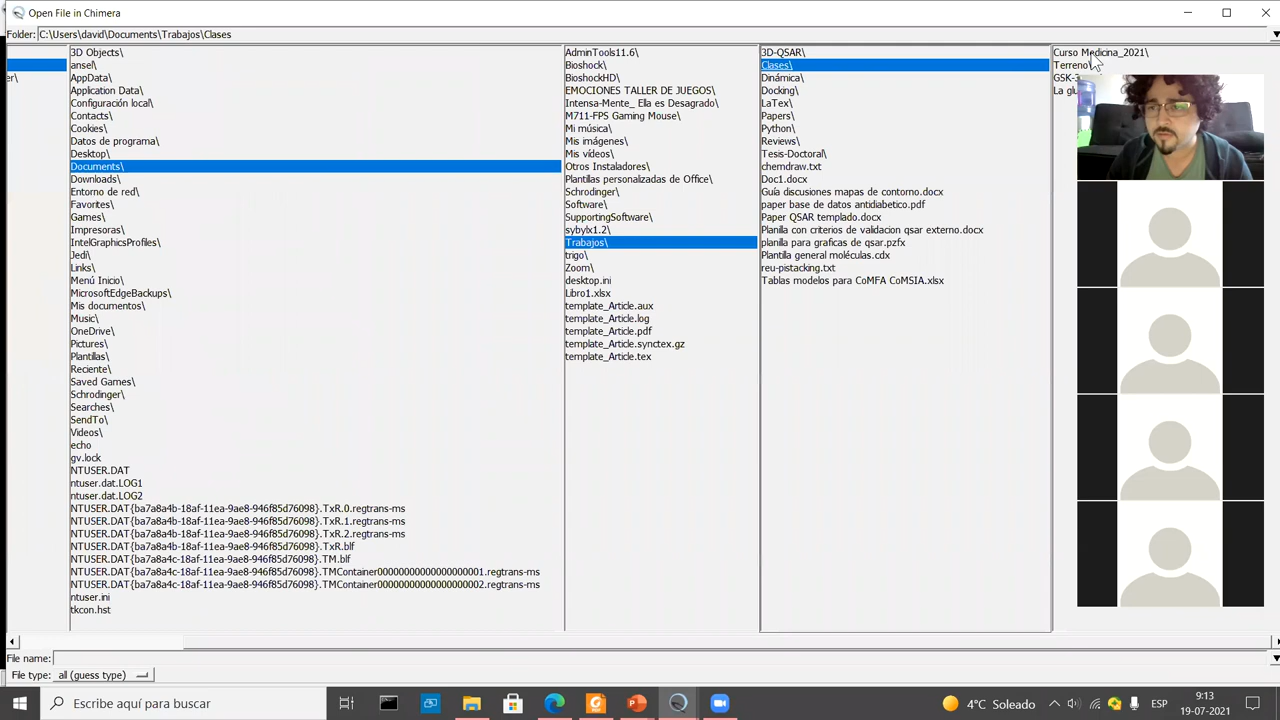 Open File in Chimera
Folder: C:\Users\david\Documents\Trabajos\Clases
3D Objects\
ansel\
AppData\
Application Data\
Configuración local\
Contacts\
Cookies\
Datos de programa\
Desktop\
Documents\
Downloads\
Entorno de red\
Favorites\
Games\
Impresoras\
IntelGraphicsProfiles\
Jedi\
Links\
Menú Inicio\
MicrosoftEdgeBackups\
Mis documentos\
Music\
OneDrive\
Pictures\
Plantillas\
Reciente\
Saved Games\
Schrodinger\
Searches\
SendTo\
Videos\
echo
gv.lock
NTUSER.DAT
ntuser.dat.LOG1
ntuser.dat.LOG2
NTUSER.DAT{ba7a8a4b-18af-11ea-9ae8-946f85d76098}.TxR.0.regtrans-ms
NTUSER.DAT{ba7a8a4b-18af-11ea-9ae8-946f85d76098}.TxR.1.regtrans-ms
NTUSER.DAT{ba7a8a4b-18af-11ea-9ae8-946f85d76098}.TxR.2.regtrans-ms
NTUSER.DAT{ba7a8a4b-18af-11ea-9ae8-946f85d76098}.TxR.blf
NTUSER.DAT{ba7a8a4c-18af-11ea-9ae8-946f85d76098}.TM.blf
NTUSER.DAT{ba7a8a4c-18af-11ea-9ae8-946f85d76098}.TMContainer00000000000000000001.regtrans-ms
NTUSER.DAT{ba7a8a4c-18af-11ea-9ae8-946f85d76098}.TMContainer00000000000000000002.regtrans-ms
ntuser.ini
tkcon.hst
AdminTools11.6\
Bioshock\
BioshockHD\
EMOCIONES TALLER DE JUEGOS\
Intensa-Mente_ Ella es Desagrado\
M711-FPS Gaming Mouse\
Mi música\
Mis imágenes\
Mis vídeos\
Otros Instaladores\
Plantillas personalizadas de Office\
Schrodinger\
Software\
SupportingSoftware\
sybylx1.2\
Trabajos\
trigo\
Zoom\
desktop.ini
Libro1.xlsx
template_Article.aux
template_Article.log
template_Article.pdf
template_Article.synctex.gz
template_Article.tex
3D-QSAR\
Clases\
Dinámica\
Docking\
LaTex\
Papers\
Python\
Reviews\
Tesis-Doctoral\
chemdraw.txt
Doc1.docx
Guía discusiones mapas de contorno.docx
paper base de datos antidiabetico.pdf
Paper QSAR templado.docx
Planilla con criterios de validacion qsar externo.docx
planilla para graficas de qsar.pzfx
Plantilla general moléculas.cdx
reu-pistacking.txt
Tablas modelos para CoMFA CoMSIA.xlsx
Curso Medicina_2021\
Terreno\
GSK-3
La glu
File name:
File type: all (guess type)
Escribe aquí para buscar
4°C Soleado
ESP
9:13
19-07-2021